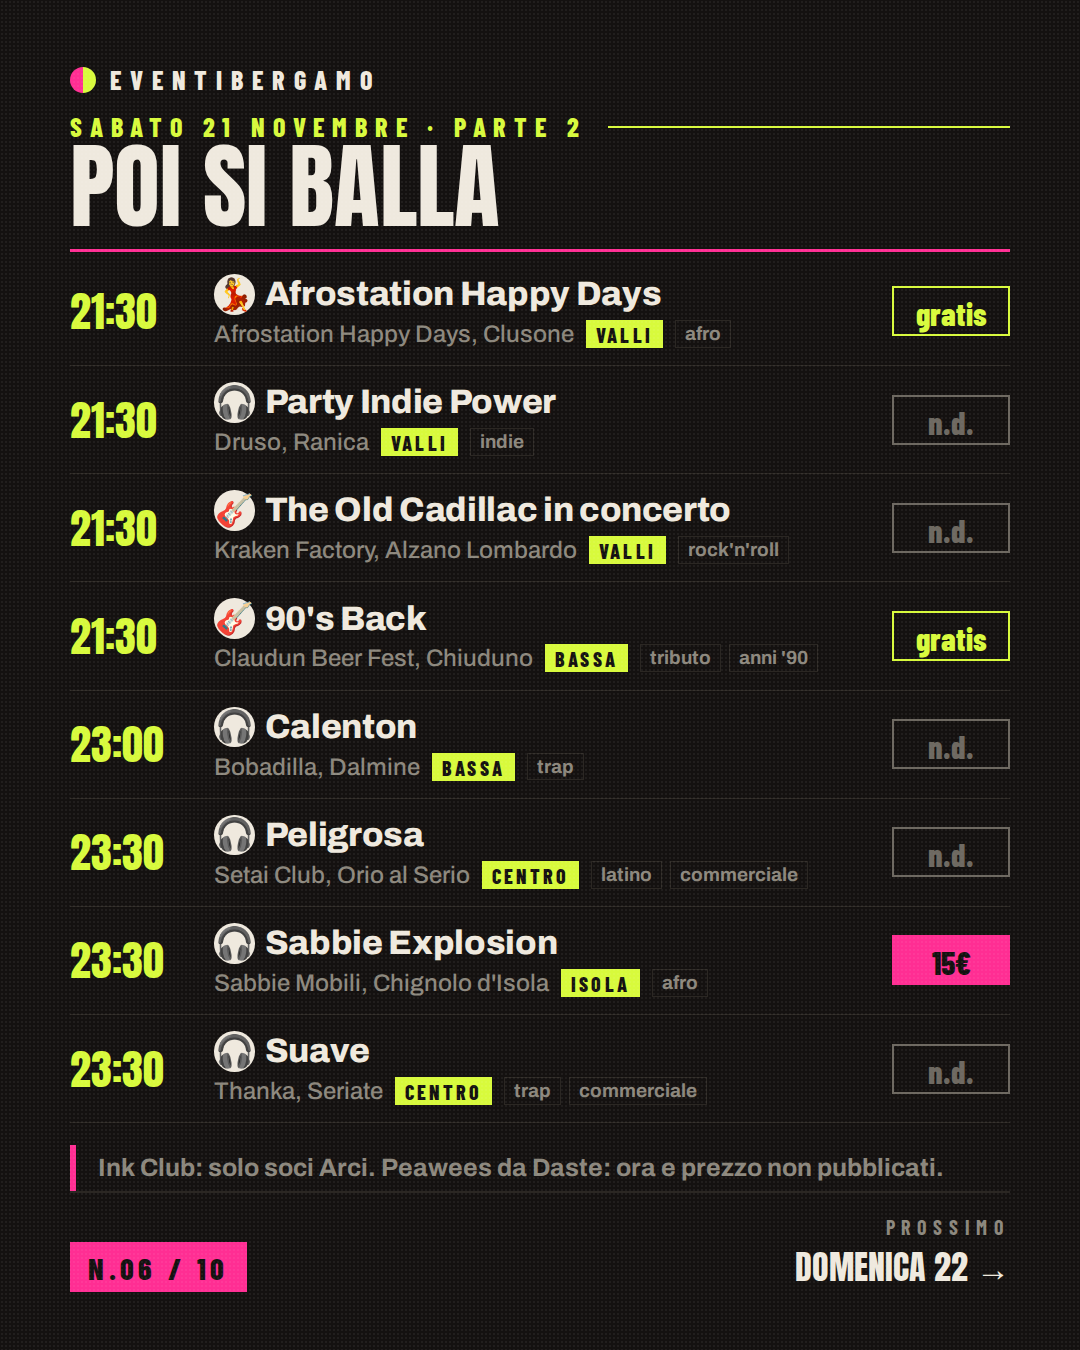 EVENTIBERGAMO
SABATO 21 NOVEMBRE · PARTE 2
POI SI BALLA
21:30 Afrostation Happy Days gratis
Afrostation Happy Days, Clusone VALLI afro
21:30 Party Indie Power n.d.
Druso, Ranica VALLI indie
21:30 The Old Cadillac in concerto n.d.
Kraken Factory, Alzano Lombardo VALLI rock'n'roll
21:30 90's Back gratis
Claudun Beer Fest, Chiuduno BASSA tributo anni '90
23:00 Calenton n.d.
Bobadilla, Dalmine BASSA trap
23:30 Peligrosa n.d.
Setai Club, Orio al Serio CENTRO latino commerciale
23:30 Sabbie Explosion 15€
Sabbie Mobili, Chignolo d'Isola ISOLA afro
23:30 Suave n.d.
Thanka, Seriate CENTRO trap commerciale
Ink Club: solo soci Arci. Peawees da Daste: ora e prezzo non pubblicati.
PROSSIMO
N.06 / 10 DOMENICA 22 →